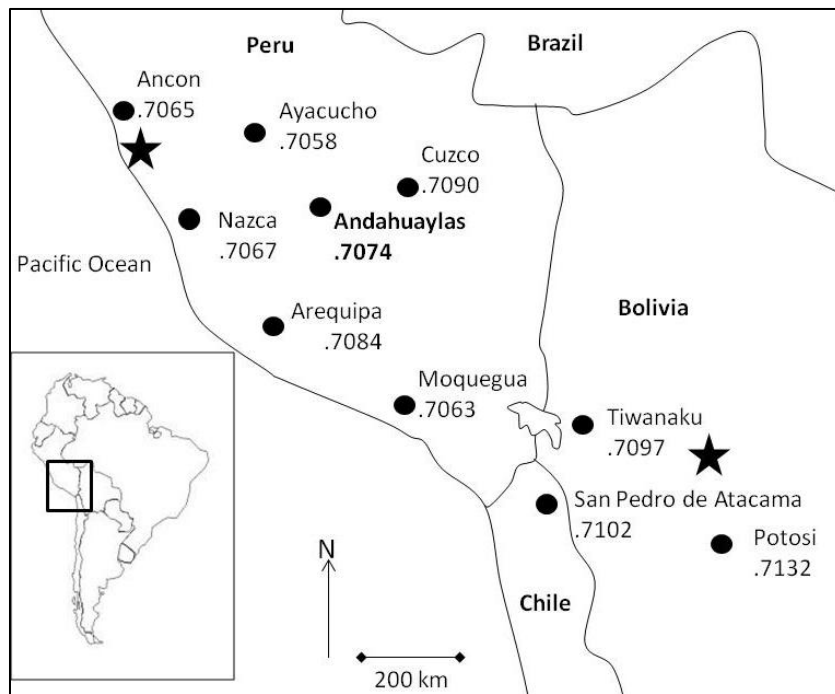 Peru
Brazil
Ancon
.7065
Ayacucho
.7058
Cuzco
.7090
Nazca
.7067
Andahuaylas
.7074
Pacific Ocean
Arequipa
.7084
Bolivia
Moquegua
.7063
Tiwanaku
.7097
San Pedro de Atacama
.7102
Potosi
.7132
N
Chile
200 km